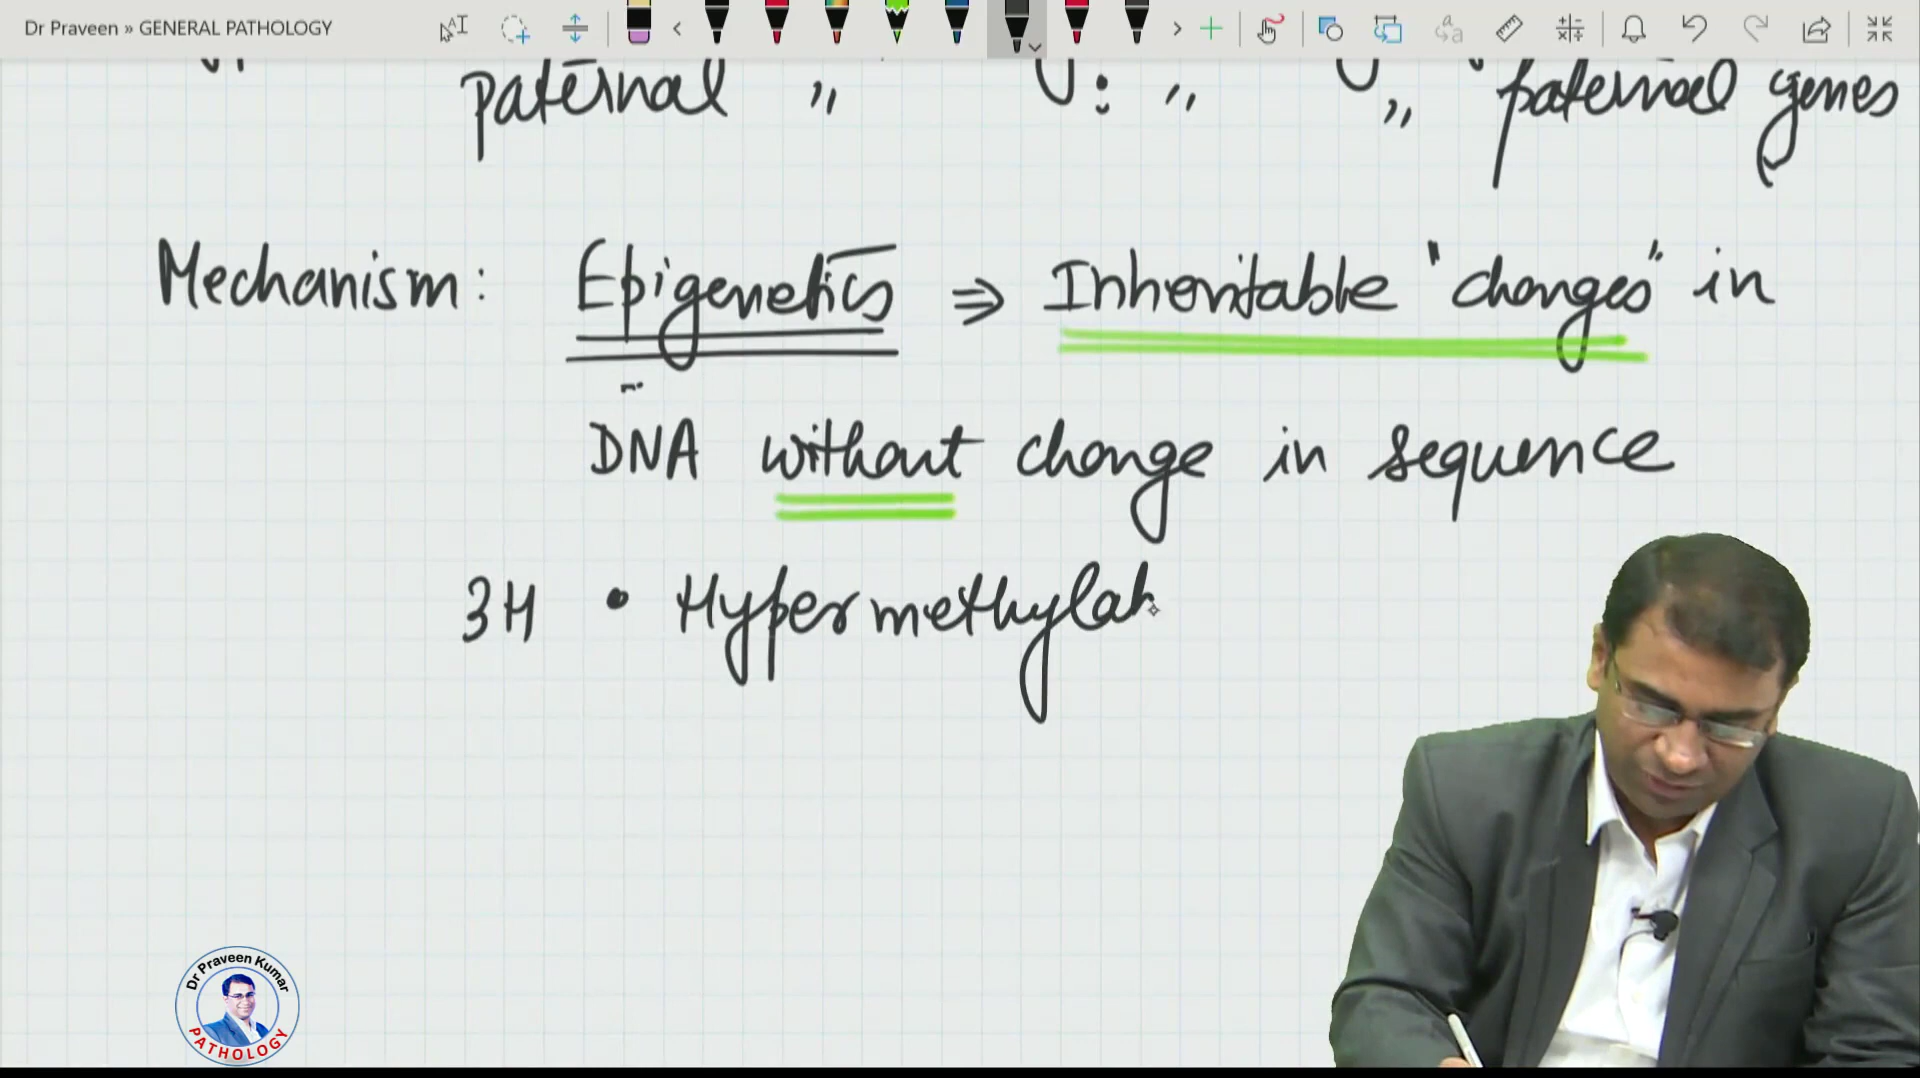 Dr Praveen » GENERAL PATHOLOGY
paternal " : " " paternal genes
Mechanism: Epigenetics ⇒ Inheritable "changes" in
DNA without change in sequence
3H • Hypermethylat
Dr Praveen Kumar
PATHOLOGY